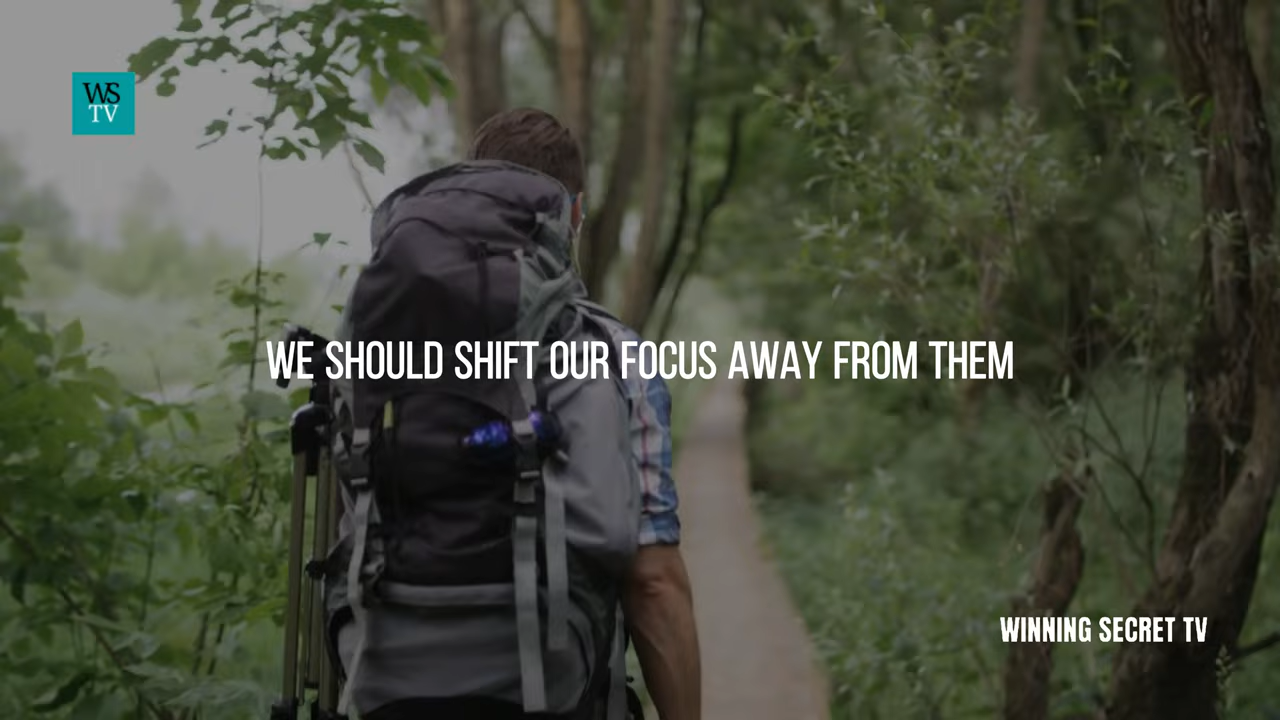 WS
TV
WE SHOULD SHIFT OUR FOCUS AWAY FROM THEM
WINNING SECRET TV